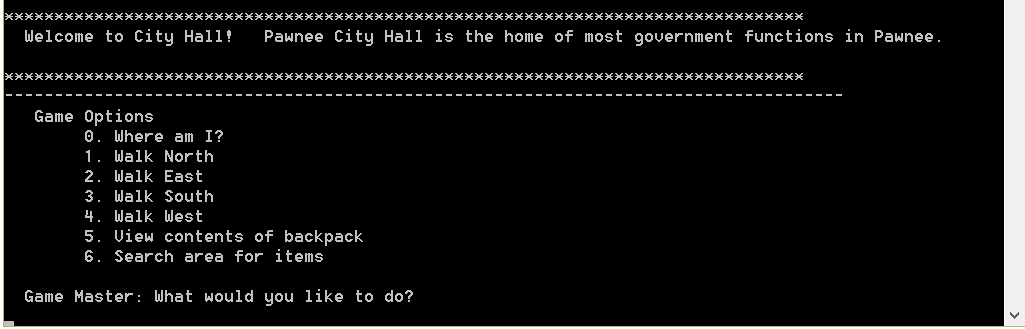 ********************************************************************************
Welcome to City Hall!   Pawnee City Hall is the home of most government functions in Pawnee.
********************************************************************************
------------------------------------------------------------------------------------
Game Options
0. Where am I?
1. Walk North
2. Walk East
3. Walk South
4. Walk West
5. View contents of backpack
6. Search area for items
Game Master: What would you like to do?